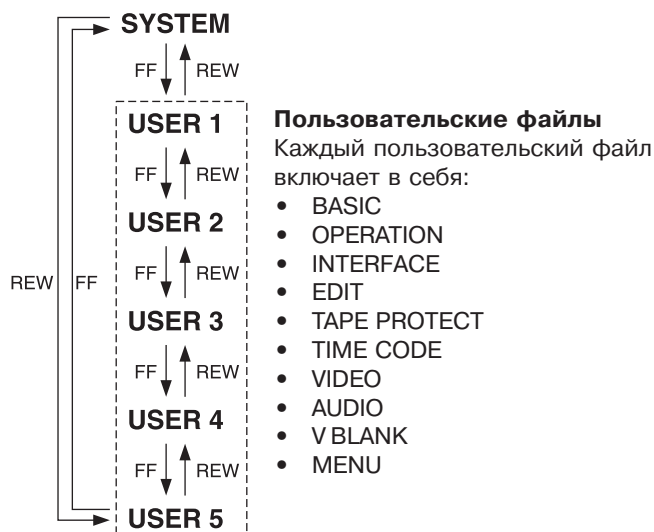 SYSTEM
FF REW
USER 1
FF REW
USER 2
FF REW
REW FF
USER 3
FF REW
USER 4
FF REW
USER 5
Пользовательские файлы
Каждый пользовательский файл
включает в себя:
• BASIC
• OPERATION
• INTERFACE
• EDIT
• TAPE PROTECT
• TIME CODE
• VIDEO
• AUDIO
• V BLANK
• MENU